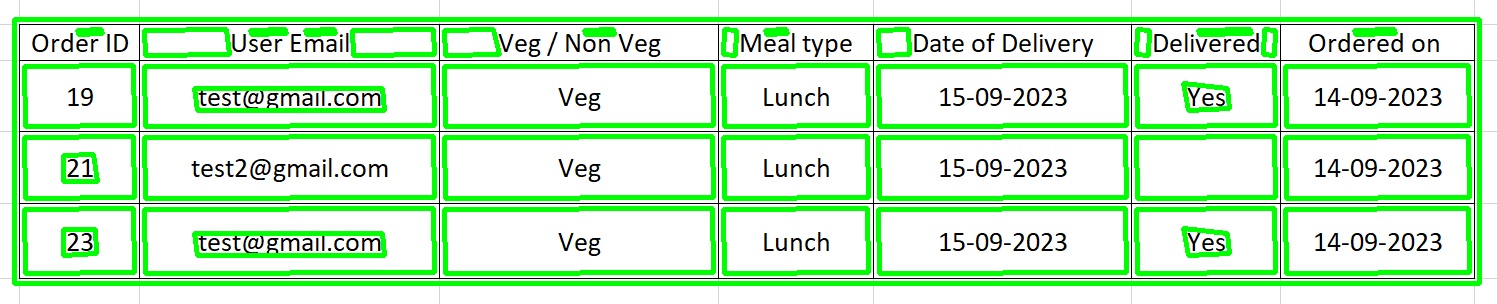 Order ID User Email Veg / Non Veg Meal type Date of Delivery Delivered Ordered on
19 test@gmail.com Veg Lunch 15-09-2023 Yes 14-09-2023
21 test2@gmail.com Veg Lunch 15-09-2023 14-09-2023
23 test@gmail.com Veg Lunch 15-09-2023 Yes 14-09-2023